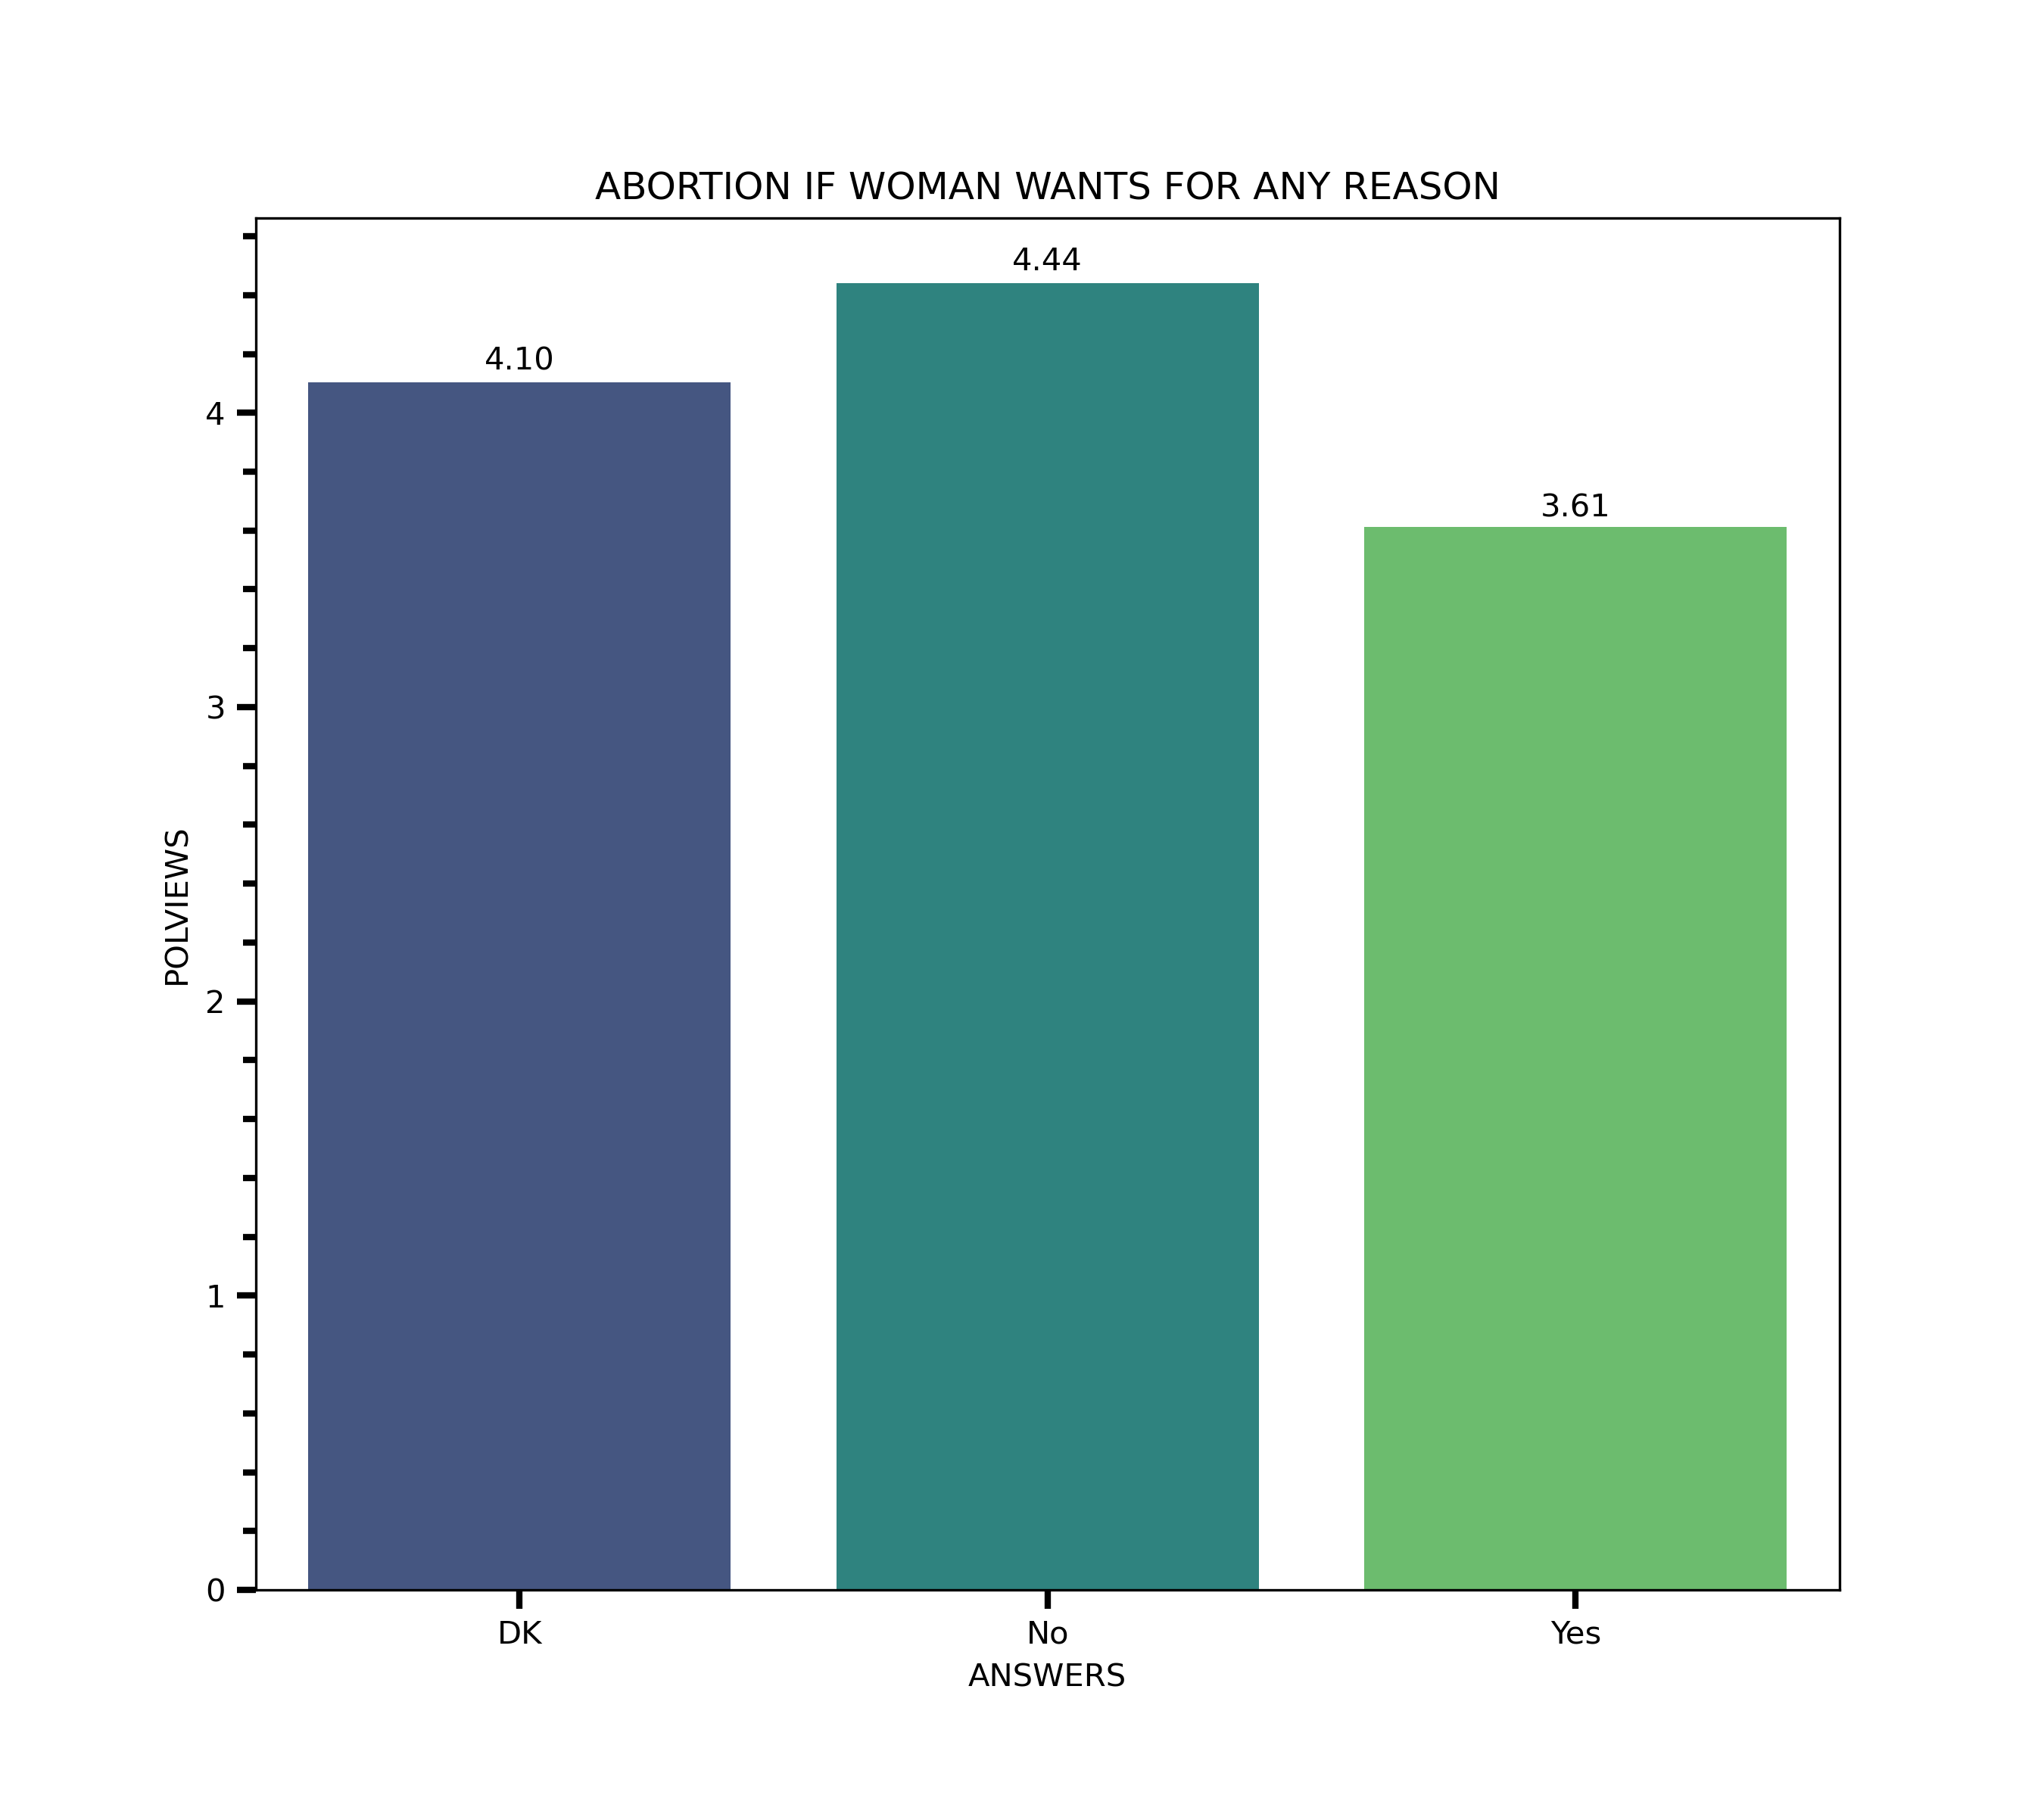 ABORTION IF WOMAN WANTS FOR ANY REASON
4.44
4.10
4
3.61
3
POLVIEWS
2
1
0
DK No Yes
ANSWERS